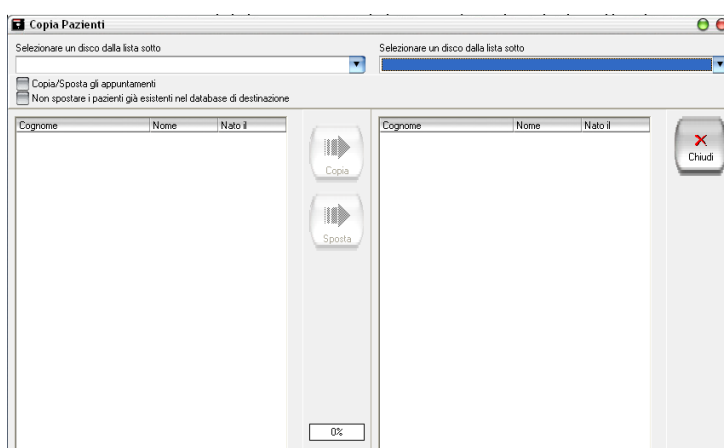 Copia Pazienti
Selezionare un disco dalla lista sotto
Selezionare un disco dalla lista sotto
Copia/Sposta gli appuntamenti
Non spostare i pazienti già esistenti nel database di destinazione
Cognome Nome Nato il
Cognome Nome Nato il
Copia
Sposta
Chiudi
0%